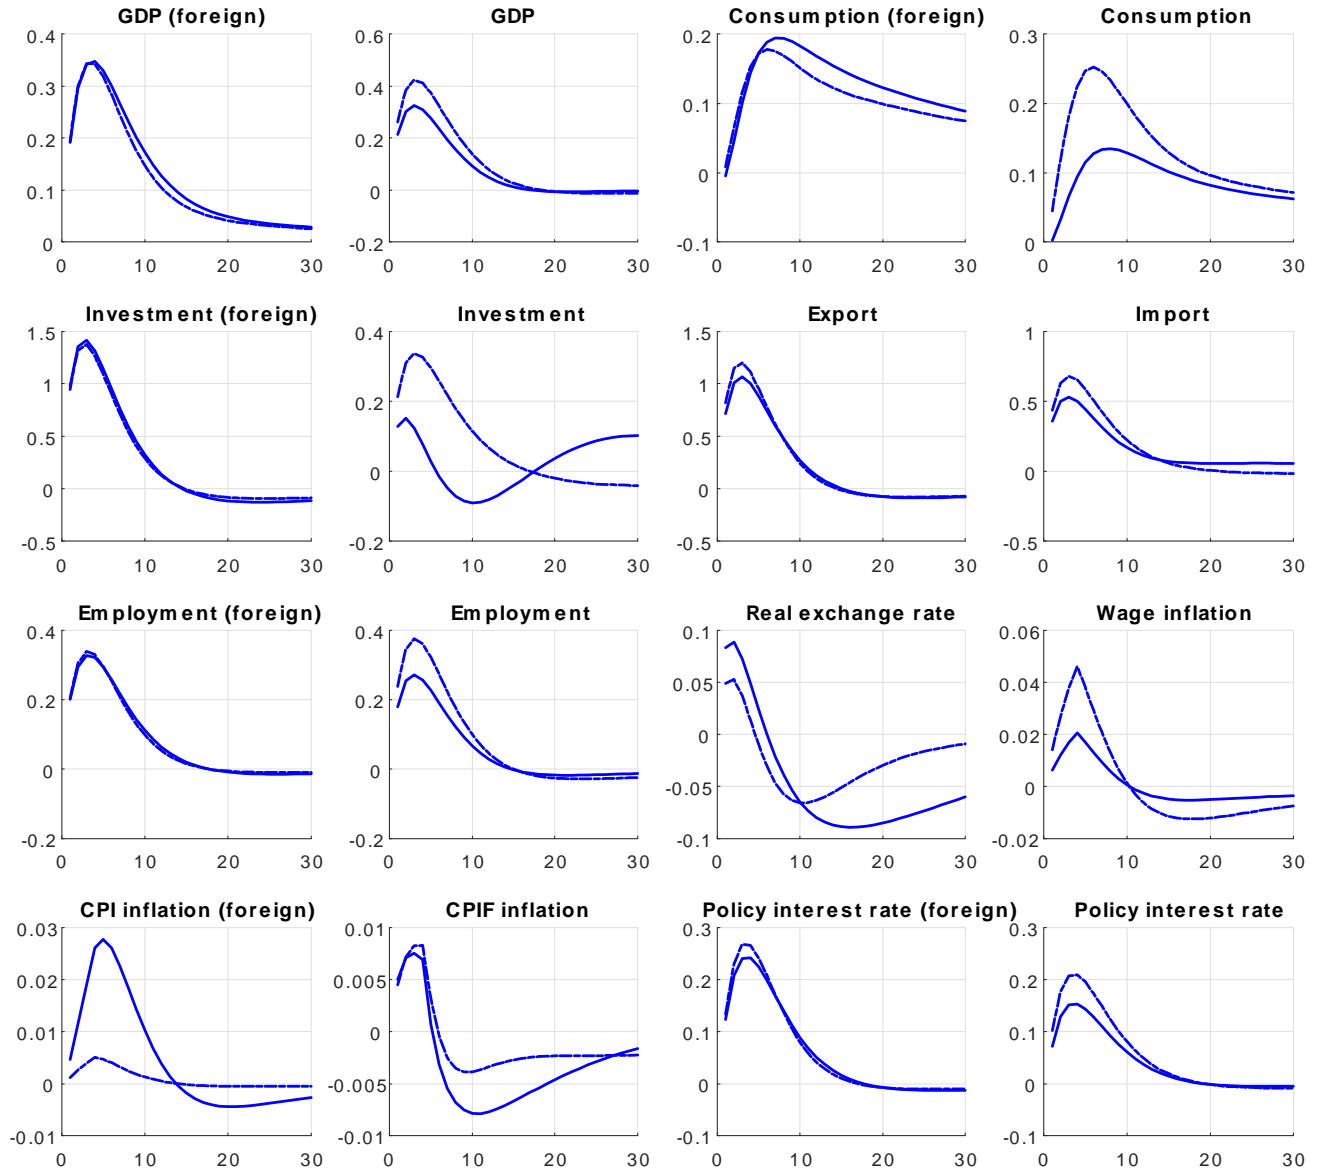 GDP (foreign)
GDP
Consumption (foreign)
Consumption
0.4
0.3
0.2
0.1
0
0 10 20 30
0.6
0.4
0.2
0
-0.2
0 10 20 30
0.2
0.1
0
-0.1
0 10 20 30
0.3
0.2
0.1
0
0 10 20 30
Investment (foreign)
Investment
Export
Import
1.5
1
0.5
0
-0.5
0 10 20 30
0.4
0.2
0
-0.2
0 10 20 30
1.5
1
0.5
0
-0.5
0 10 20 30
1
0.5
0
-0.5
0 10 20 30
Employment (foreign)
Employment
Real exchange rate
Wage inflation
0.4
0.2
0
-0.2
0 10 20 30
0.4
0.2
0
-0.2
0 10 20 30
0.1
0.05
0
-0.05
-0.1
0 10 20 30
0.06
0.04
0.02
0
-0.02
0 10 20 30
CPI inflation (foreign)
CPIF inflation
Policy interest rate (foreign)
Policy interest rate
0.03
0.02
0.01
0
-0.01
0 10 20 30
0.01
0.005
0
-0.005
-0.01
0 10 20 30
0.3
0.2
0.1
0
-0.1
0 10 20 30
0.3
0.2
0.1
0
-0.1
0 10 20 30